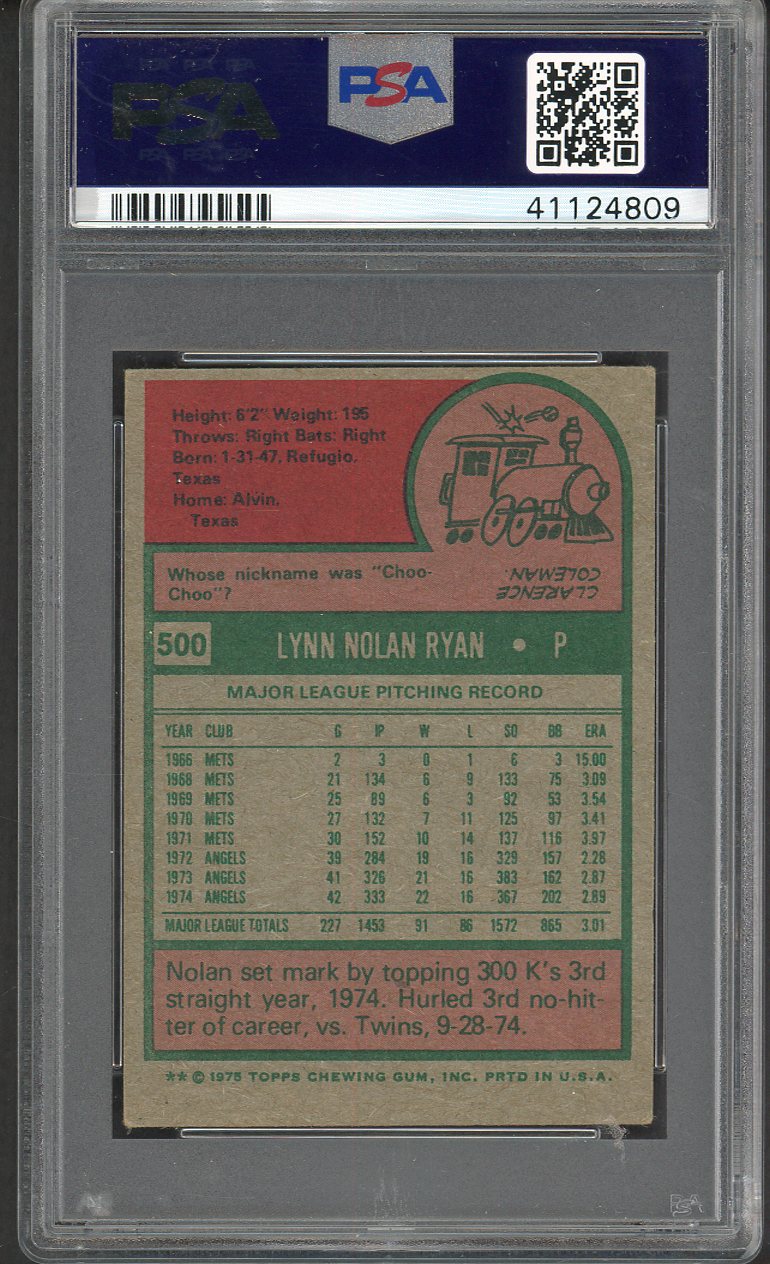 PSA
PSA
41124809
Height: 6'2" Weight: 195
Throws: Right Bats: Right
Born: 1-31-47, Refugio,
Texas
Home: Alvin,
Texas
Whose nickname was "Choo-
Choo"?
CLARENCE
COLEMAN.
500 LYNN NOLAN RYAN • P
MAJOR LEAGUE PITCHING RECORD
YEAR CLUB G IP W L SO BB ERA
1966 METS 2 3 0 1 6 3 15.00
1968 METS 21 134 6 9 133 75 3.09
1969 METS 25 89 6 3 92 53 3.54
1970 METS 27 132 7 11 125 97 3.41
1971 METS 30 152 10 14 137 116 3.97
1972 ANGELS 39 284 19 16 329 157 2.28
1973 ANGELS 41 326 21 16 383 162 2.87
1974 ANGELS 42 333 22 16 367 202 2.89
MAJOR LEAGUE TOTALS 227 1453 91 86 1572 865 3.01
Nolan set mark by topping 300 K's 3rd
straight year, 1974. Hurled 3rd no-hit-
ter of career, vs. Twins, 9-28-74.
** © 1975 TOPPS CHEWING GUM, INC. PRTD IN U.S.A.
PSA